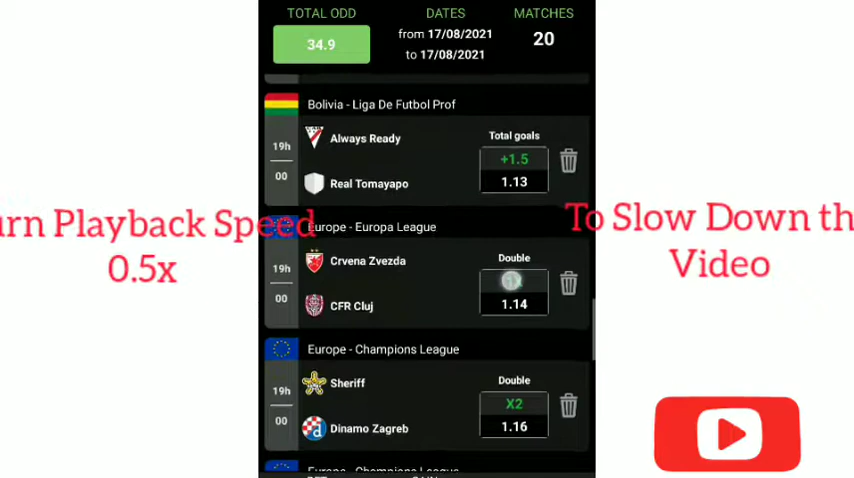 TOTAL ODD
34.9
DATES
from 17/08/2021
to 17/08/2021
MATCHES
20
Bolivia - Liga De Futbol Prof
19h
00
Always Ready
Real Tomayapo
Total goals
+1.5
1.13
urn Playback Speed
0.5x
To Slow Down th
Video
Europe - Europa League
19h
00
Crvena Zvezda
CFR Cluj
Double
1.14
Europe - Champions League
19h
00
Sheriff
Dinamo Zagreb
Double
X2
1.16
Europe - Champions League